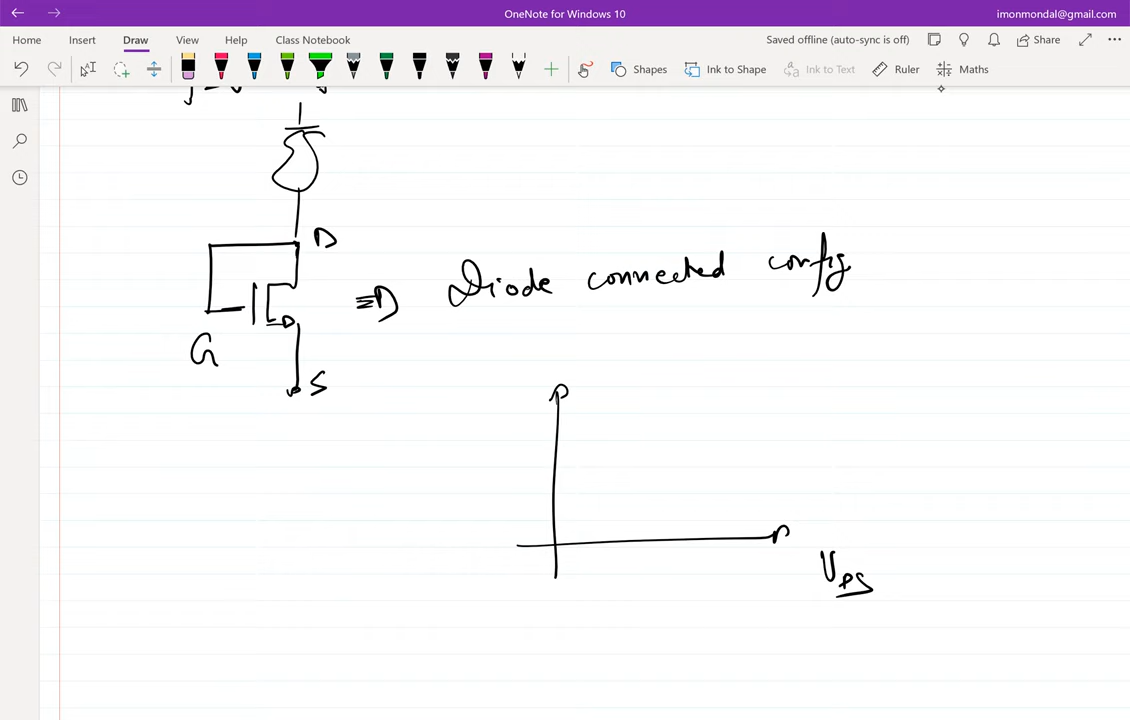 OneNote for Windows 10
imonmondal@gmail.com
Home Insert Draw View Help Class Notebook
Saved offline (auto-sync is off) Share
Shapes Ink to Shape Ink to Text Ruler Maths
D
Diode connected config
G
S
V_DS